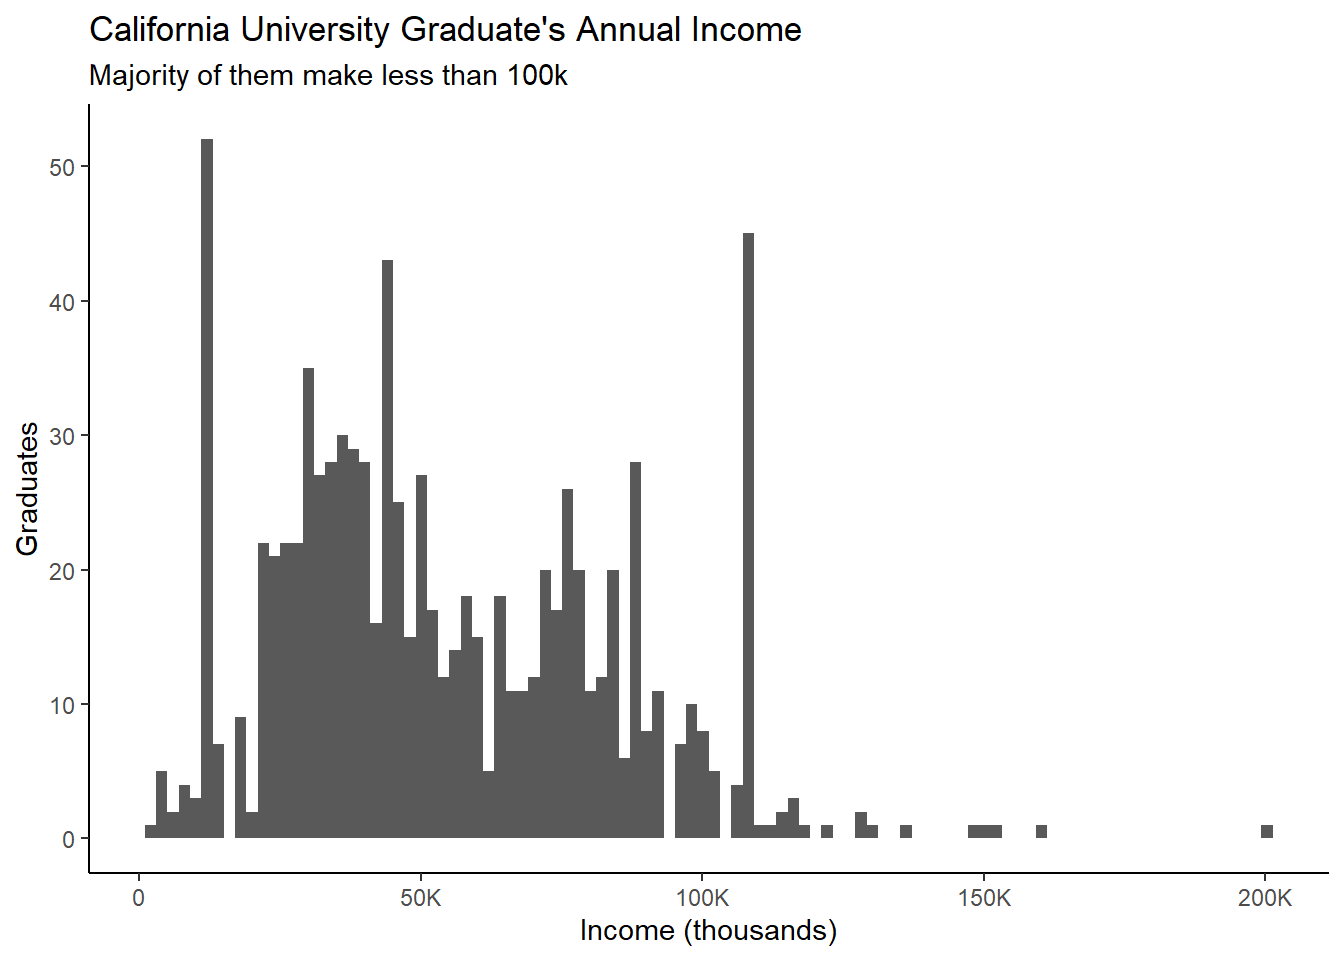 California University Graduate's Annual Income
Majority of them make less than 100k
50
40
30
20
10
0
Graduates
0 50K 100K 150K 200K
Income (thousands)